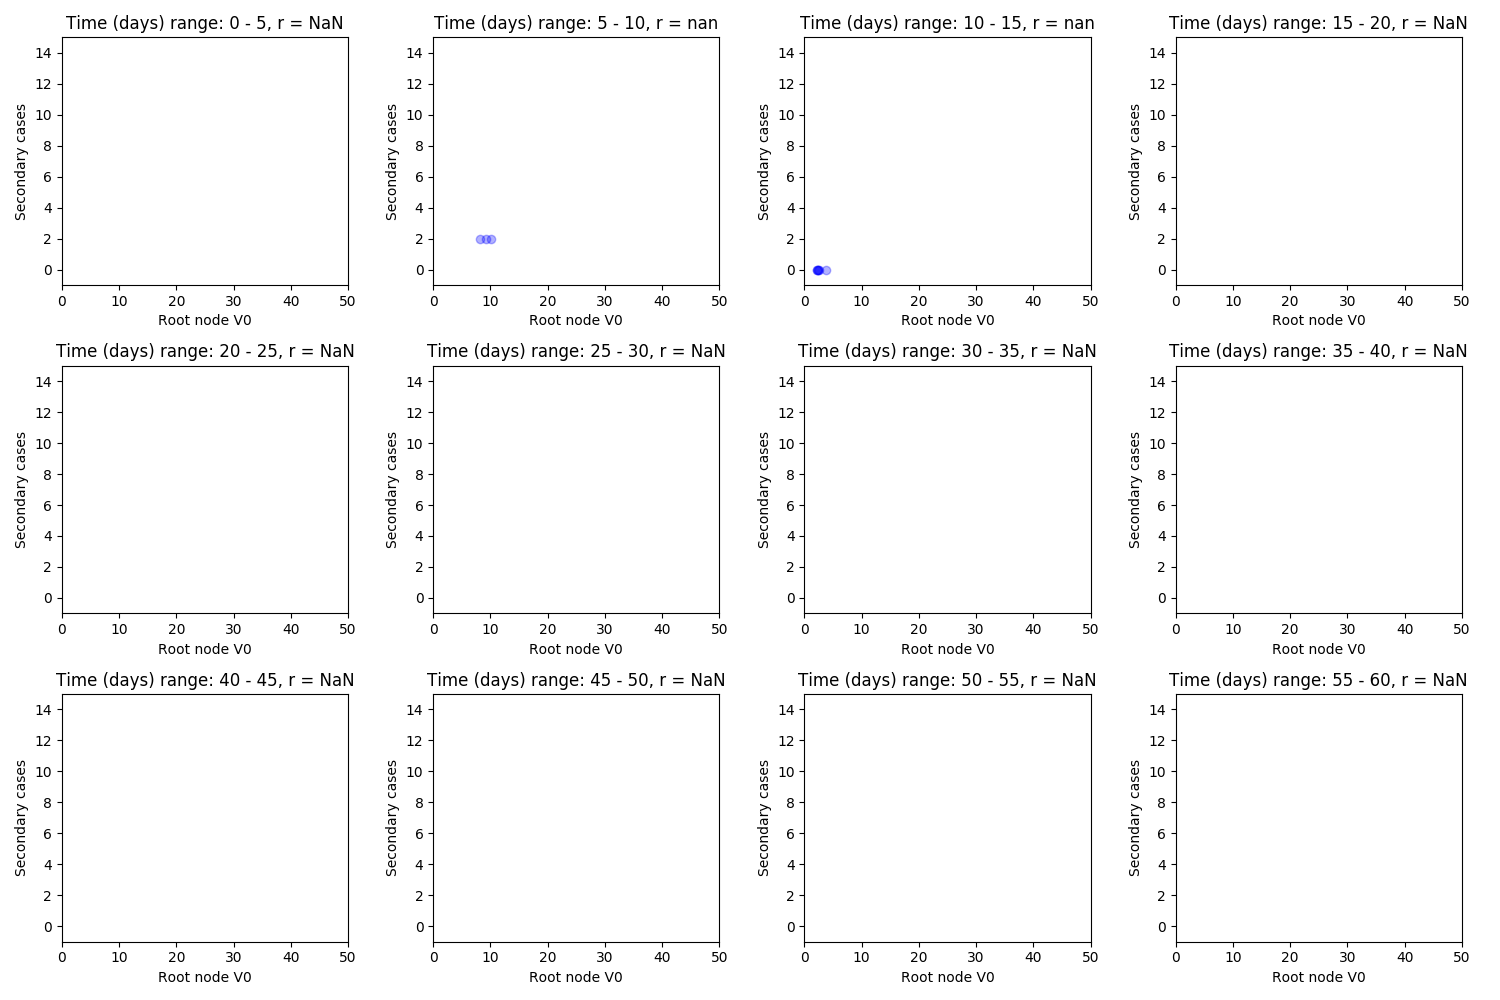 Time (days) range: 0 - 5, r = NaN
Time (days) range: 5 - 10, r = nan
Time (days) range: 10 - 15, r = nan
Time (days) range: 15 - 20, r = NaN
14
12
10
8
6
4
2
0
Secondary cases
0 10 20 30 40 50
Root node V0
14
12
10
8
6
4
2
0
Secondary cases
0 10 20 30 40 50
Root node V0
14
12
10
8
6
4
2
0
Secondary cases
0 10 20 30 40 50
Root node V0
14
12
10
8
6
4
2
0
Secondary cases
0 10 20 30 40 50
Root node V0
Time (days) range: 20 - 25, r = NaN
Time (days) range: 25 - 30, r = NaN
Time (days) range: 30 - 35, r = NaN
Time (days) range: 35 - 40, r = NaN
14
12
10
8
6
4
2
0
Secondary cases
0 10 20 30 40 50
Root node V0
14
12
10
8
6
4
2
0
Secondary cases
0 10 20 30 40 50
Root node V0
14
12
10
8
6
4
2
0
Secondary cases
0 10 20 30 40 50
Root node V0
14
12
10
8
6
4
2
0
Secondary cases
0 10 20 30 40 50
Root node V0
Time (days) range: 40 - 45, r = NaN
Time (days) range: 45 - 50, r = NaN
Time (days) range: 50 - 55, r = NaN
Time (days) range: 55 - 60, r = NaN
14
12
10
8
6
4
2
0
Secondary cases
0 10 20 30 40 50
Root node V0
14
12
10
8
6
4
2
0
Secondary cases
0 10 20 30 40 50
Root node V0
14
12
10
8
6
4
2
0
Secondary cases
0 10 20 30 40 50
Root node V0
14
12
10
8
6
4
2
0
Secondary cases
0 10 20 30 40 50
Root node V0